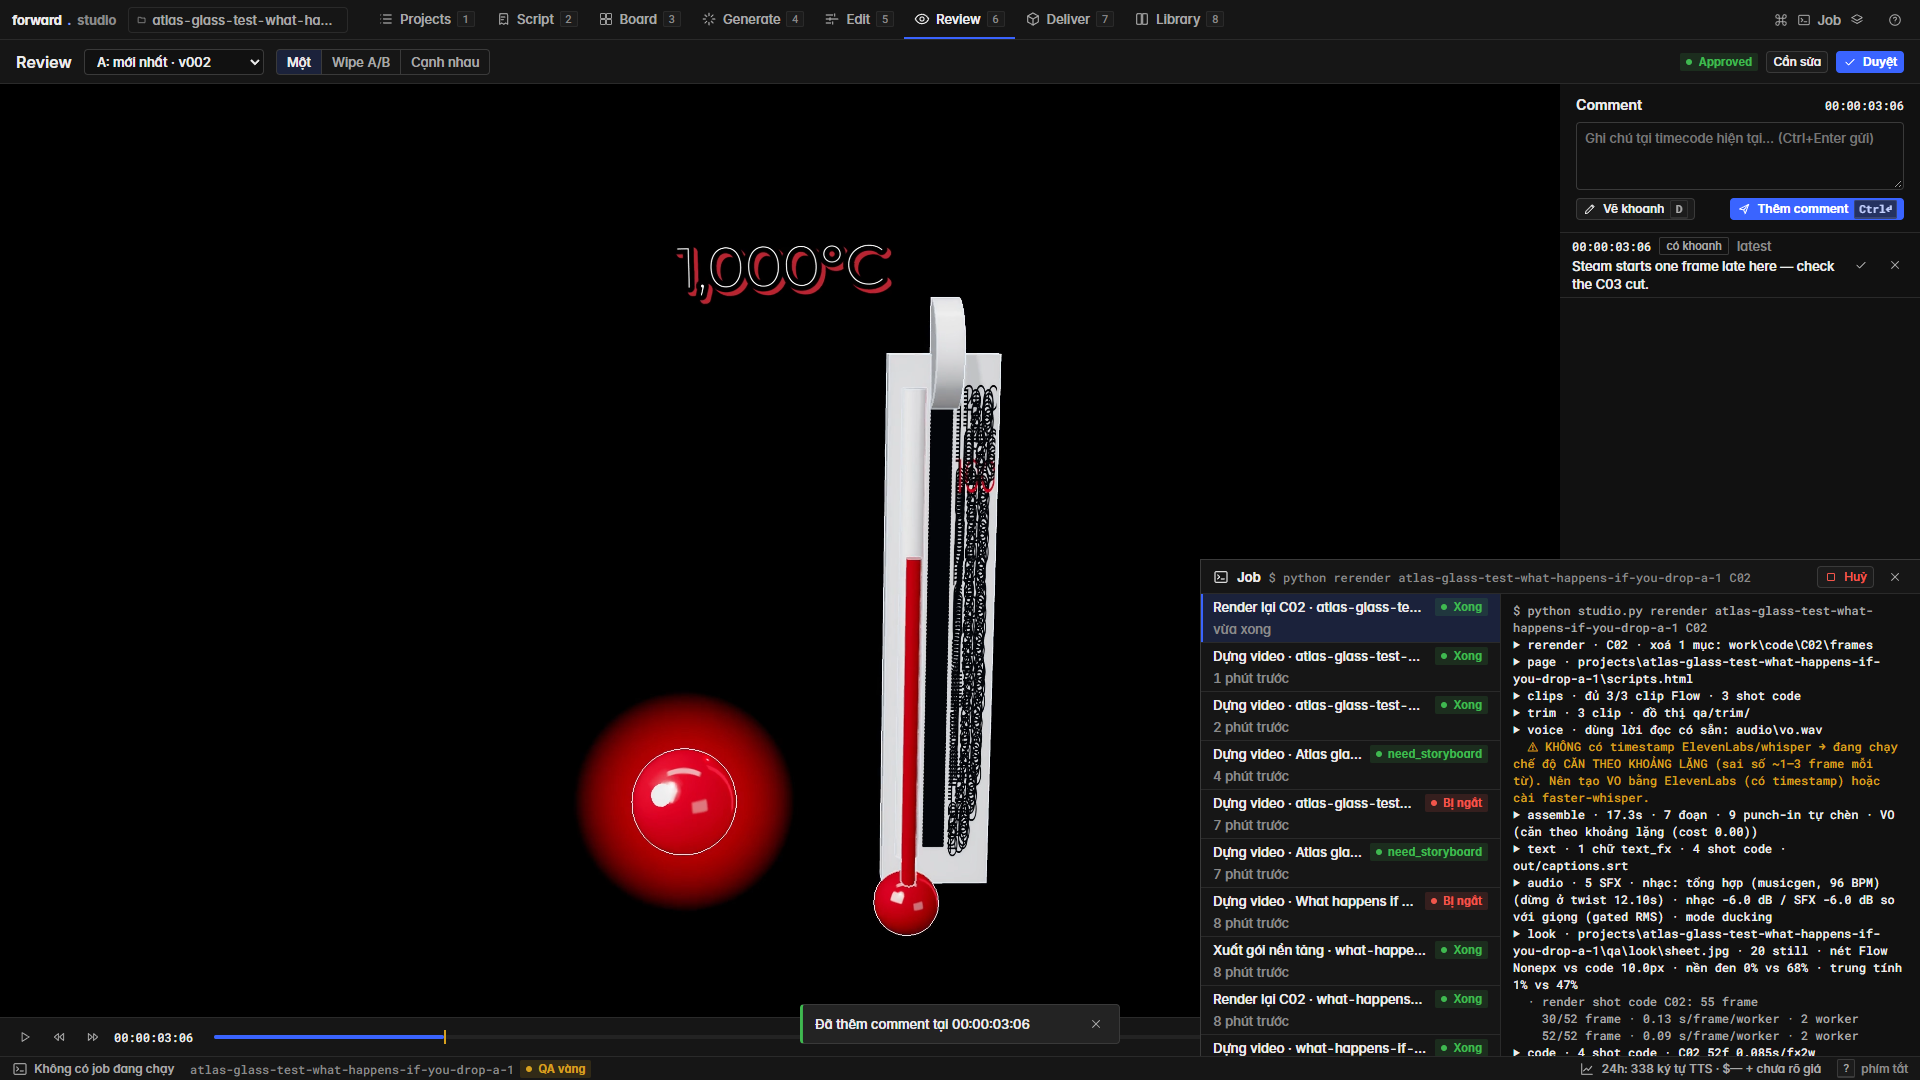 forward . studio
atlas-glass-test-what-ha...
Projects 1
Script 2
Board 3
Generate 4
Edit 5
Review 6
Deliver 7
Library 8
Job
Review
A: mới nhất · v002
Một
Wipe A/B
Cạnh nhau
Approved
Cần sửa
Duyệt
Comment
00:00:03:06
Ghi chú tại timecode hiện tại... (Ctrl+Enter gửi)
Vẽ khoanh D
Thêm comment Ctrl↵
00:00:03:06 có khoanh latest
Steam starts one frame late here — check
the C03 cut.
1,000°C
Job $ python rerender atlas-glass-test-what-happens-if-you-drop-a-1 C02
Huỷ
Render lại C02 · atlas-glass-te... Xong
vừa xong
Dựng video · atlas-glass-test-... Xong
1 phút trước
Dựng video · atlas-glass-test-... Xong
2 phút trước
Dựng video · Atlas gla... need_storyboard
4 phút trước
Dựng video · atlas-glass-test... Bị ngắt
7 phút trước
Dựng video · Atlas gla... need_storyboard
7 phút trước
Dựng video · What happens if ... Bị ngắt
8 phút trước
Xuất gói nền tảng · what-happe... Xong
8 phút trước
Render lại C02 · what-happens... Xong
8 phút trước
Dựng video · what-happens-if-... Xong
$ python studio.py rerender atlas-glass-test-what-
happens-if-you-drop-a-1 C02
▶ rerender · C02 · xoá 1 mục: work\code\C02\frames
▶ page · projects\atlas-glass-test-what-happens-if-
you-drop-a-1\scripts.html
▶ clips · đủ 3/3 clip Flow · 3 shot code
▶ trim · 3 clip · đồ thị qa/trim/
▶ voice · dùng lời đọc có sẵn: audio\vo.wav
⚠ KHÔNG có timestamp ElevenLabs/whisper → đang chạy
chế độ CĂN THEO KHOẢNG LẶNG (sai số ~1–3 frame mỗi
từ). Nên tạo VO bằng ElevenLabs (có timestamp) hoặc
cài faster-whisper.
▶ assemble · 17.3s · 7 đoạn · 9 punch-in tự chèn · VO
(căn theo khoảng lặng (cost 0.00))
▶ text · 1 chữ text_fx · 4 shot code ·
out/captions.srt
▶ audio · 5 SFX · nhạc: tổng hợp (musicgen, 96 BPM)
(dừng ở twist 12.10s) · nhạc -6.0 dB / SFX -6.0 dB so
với giọng (gated RMS) · mode ducking
▶ look · projects\atlas-glass-test-what-happens-if-
you-drop-a-1\qa\look\sheet.jpg · 20 still · nét Flow
Nonepx vs code 10.0px · nền đen 0% vs 68% · trung tính
1% vs 47%
· render shot code C02: 55 frame
30/52 frame · 0.13 s/frame/worker · 2 worker
52/52 frame · 0.09 s/frame/worker · 2 worker
▶ code · 4 shot code · C02 52f 0.085s/f×2w
00:00:03:06
Đã thêm comment tại 00:00:03:06
Không có job đang chạy
atlas-glass-test-what-happens-if-you-drop-a-1
QA vàng
24h: 338 ký tự TTS · $— + chưa rõ giá
? phím tắt